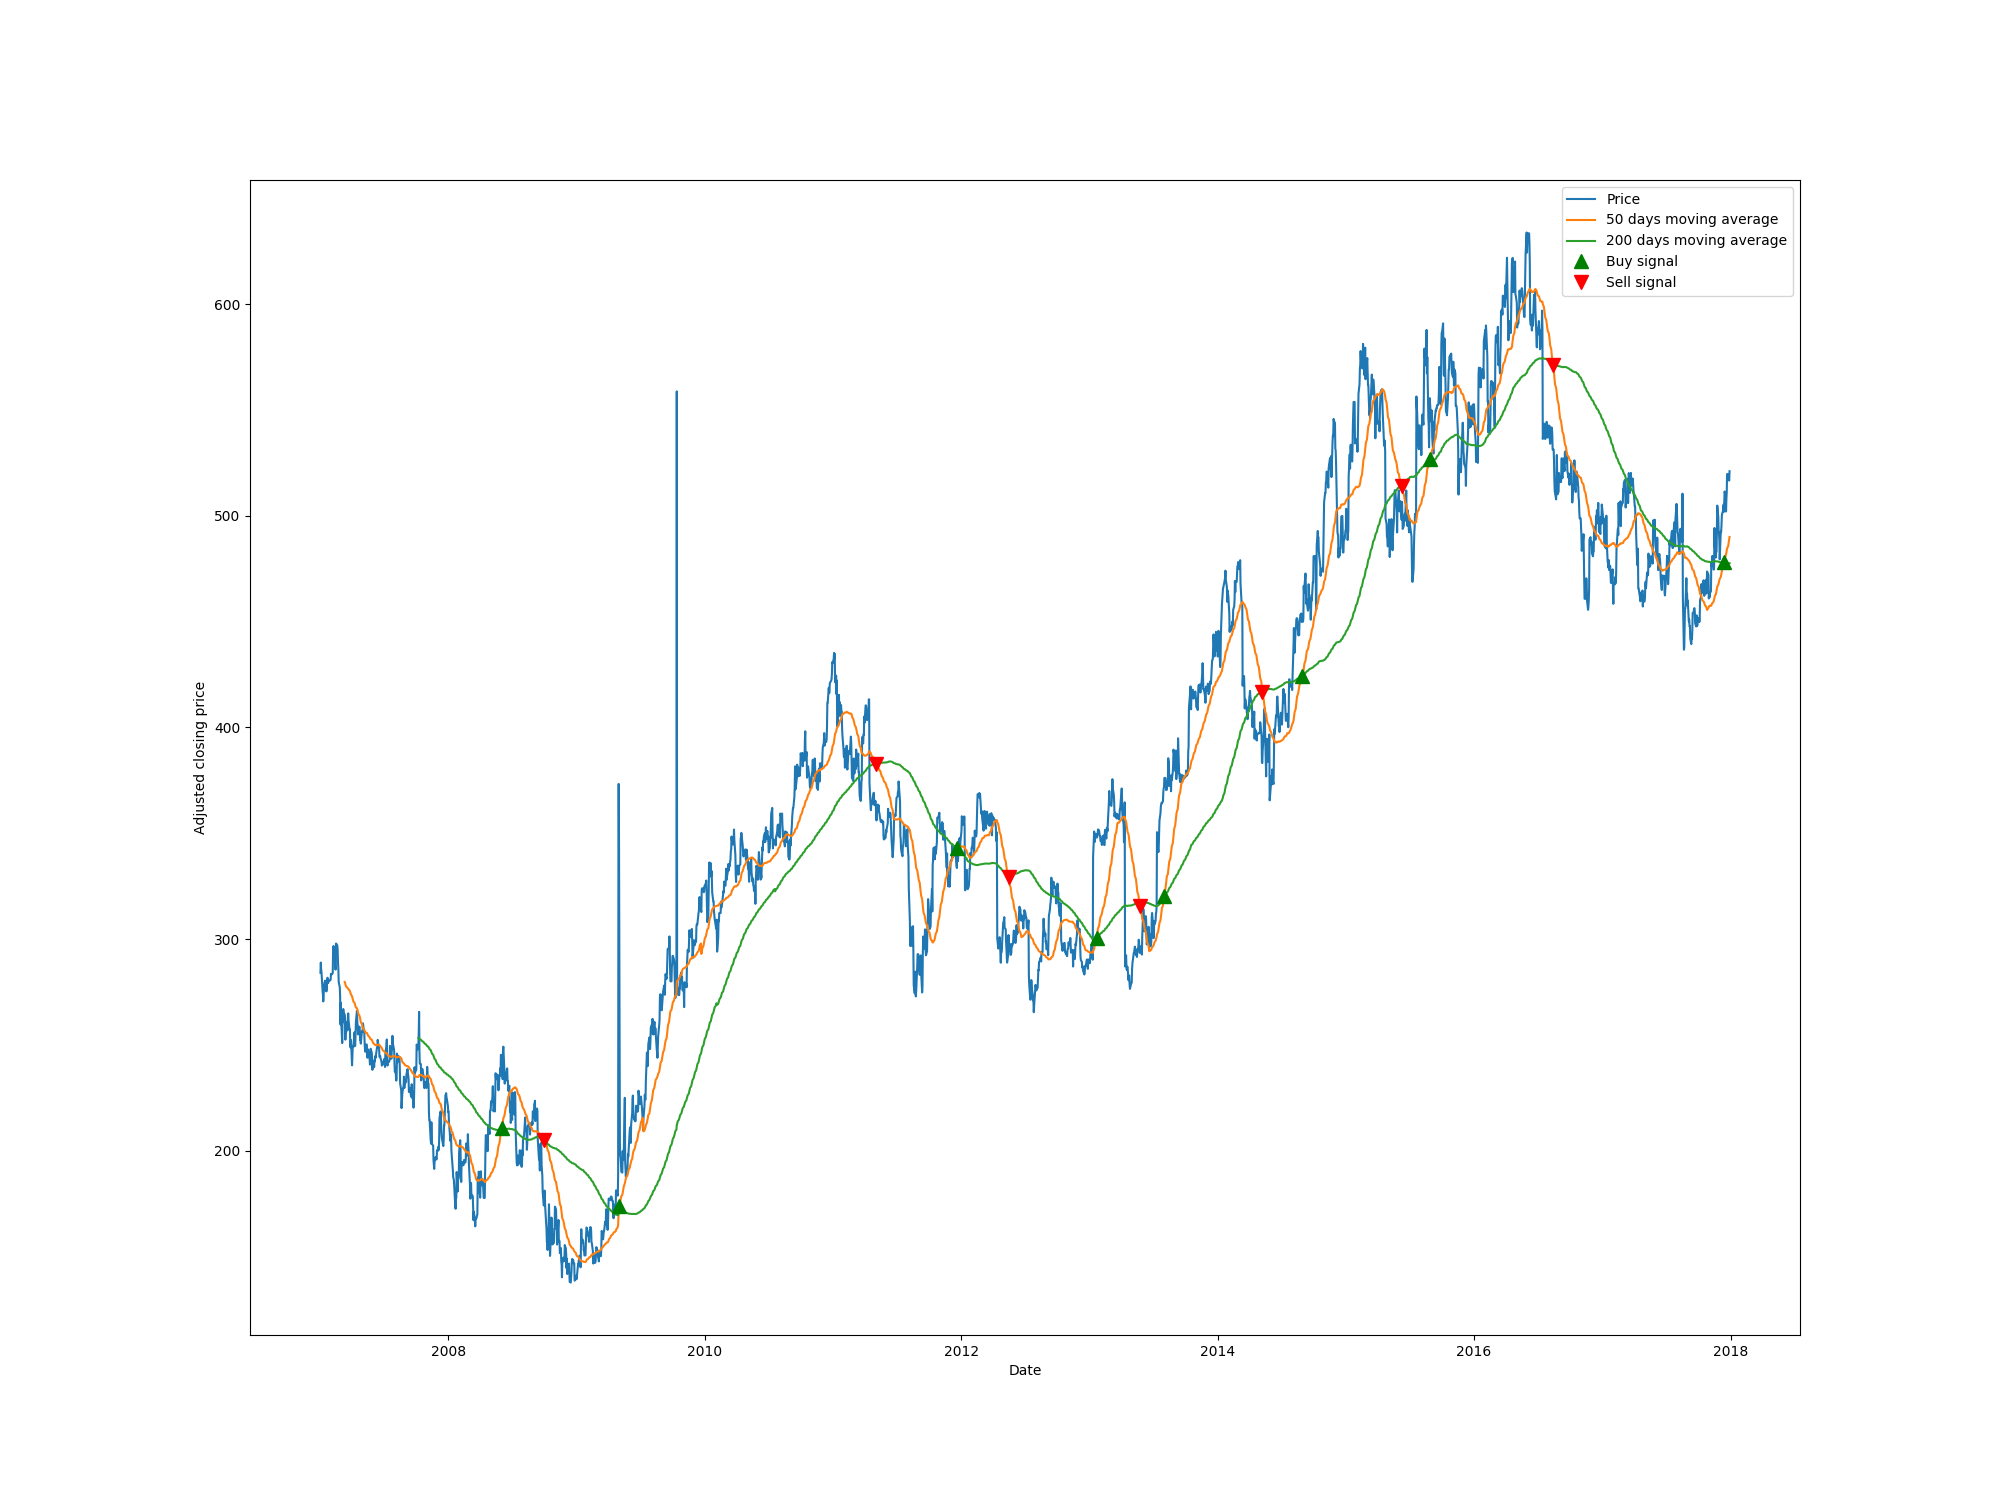 Price
50 days moving average
200 days moving average
Buy signal
Sell signal
600
500
400
300
200
Adjusted closing price
2008
2010
2012
2014
2016
2018
Date